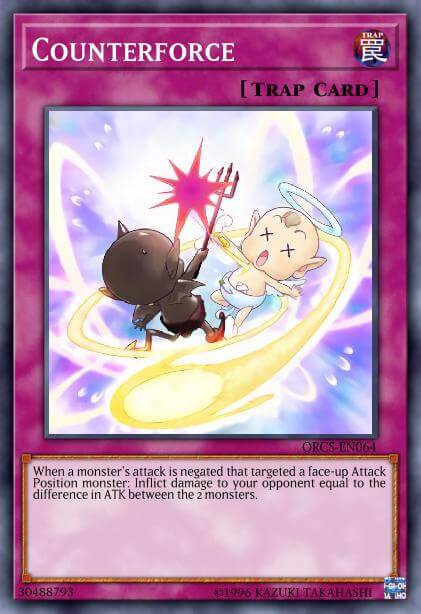 COUNTERFORCE
TRAP
罠
[TRAP CARD]
ORCS-EN064
When a monster's attack is negated that targeted a face-up Attack
Position monster: Inflict damage to your opponent equal to the
difference in ATK between the 2 monsters.
30488793
©1996 KAZUKI TAKAHASHI